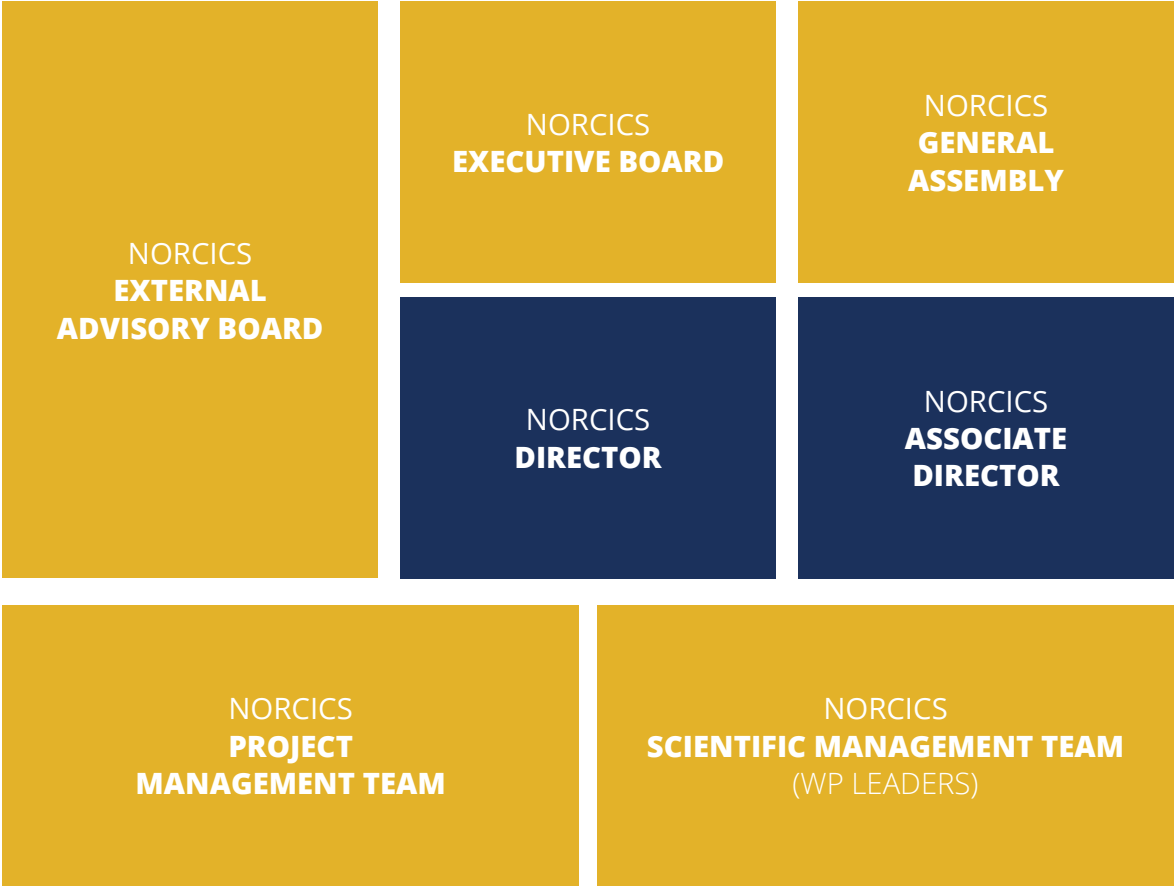 NORCICS
EXTERNAL
ADVISORY BOARD
NORCICS
EXECUTIVE BOARD
NORCICS
GENERAL
ASSEMBLY
NORCICS
DIRECTOR
NORCICS
ASSOCIATE
DIRECTOR
NORCICS
PROJECT
MANAGEMENT TEAM
NORCICS
SCIENTIFIC MANAGEMENT TEAM
(WP LEADERS)